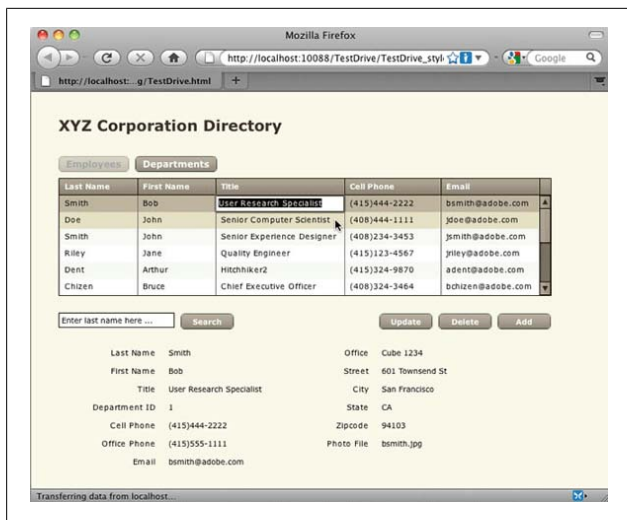 Mozilla Firefox
http://localhost:10088/TestDrive/TestDrive_styl
Google
http://localhost:...g/TestDrive.html +
XYZ Corporation Directory
Employees Departments
Last Name First Name Title Cell Phone Email
Smith Bob User Research Specialist (415)444-2222 bsmith@adobe.com
Doe John Senior Computer Scientist (408)444-1111 jdoe@adobe.com
Smith John Senior Experience Designer (408)234-3453 jsmith@adobe.com
Riley Jane Quality Engineer (415)123-4567 jriley@adobe.com
Dent Arthur Hitchhiker2 (415)324-9870 adent@adobe.com
Chizen Bruce Chief Executive Officer (408)324-3464 bchizen@adobe.com
Enter last name here ... Search Update Delete Add
Last Name Smith Office Cube 1234
First Name Bob Street 601 Townsend St
Title User Research Specialist City San Francisco
Department ID 1 State CA
Cell Phone (415)444-2222 Zipcode 94103
Office Phone (415)555-1111 Photo File bsmith.jpg
Email bsmith@adobe.com
Transferring data from localhost...